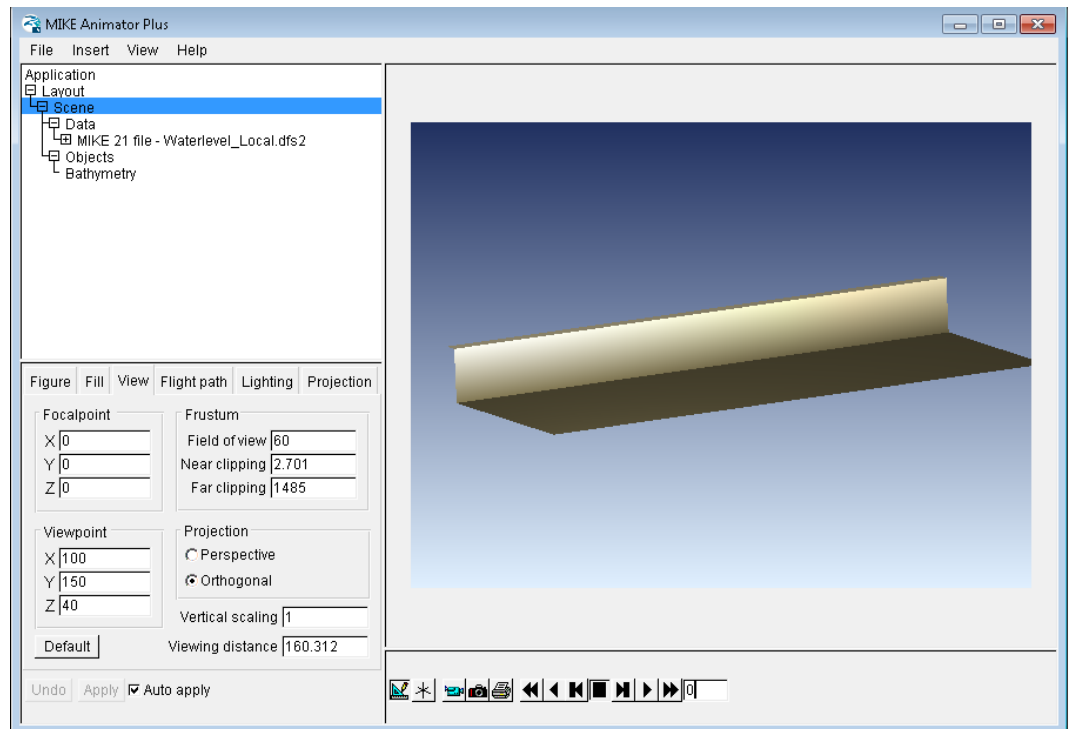 MIKE Animator Plus
File Insert View Help
Application
Layout
Scene
Data
MIKE 21 file - Waterlevel_Local.dfs2
Objects
Bathymetry
Figure Fill View Flight path Lighting Projection
Focalpoint
X 0
Y 0
Z 0
Frustum
Field of view 60
Near clipping 2.701
Far clipping 1485
Viewpoint
X 100
Y 150
Z 40
Projection
Perspective
Orthogonal
Vertical scaling 1
Default Viewing distance 160.312
Undo Apply Auto apply
0